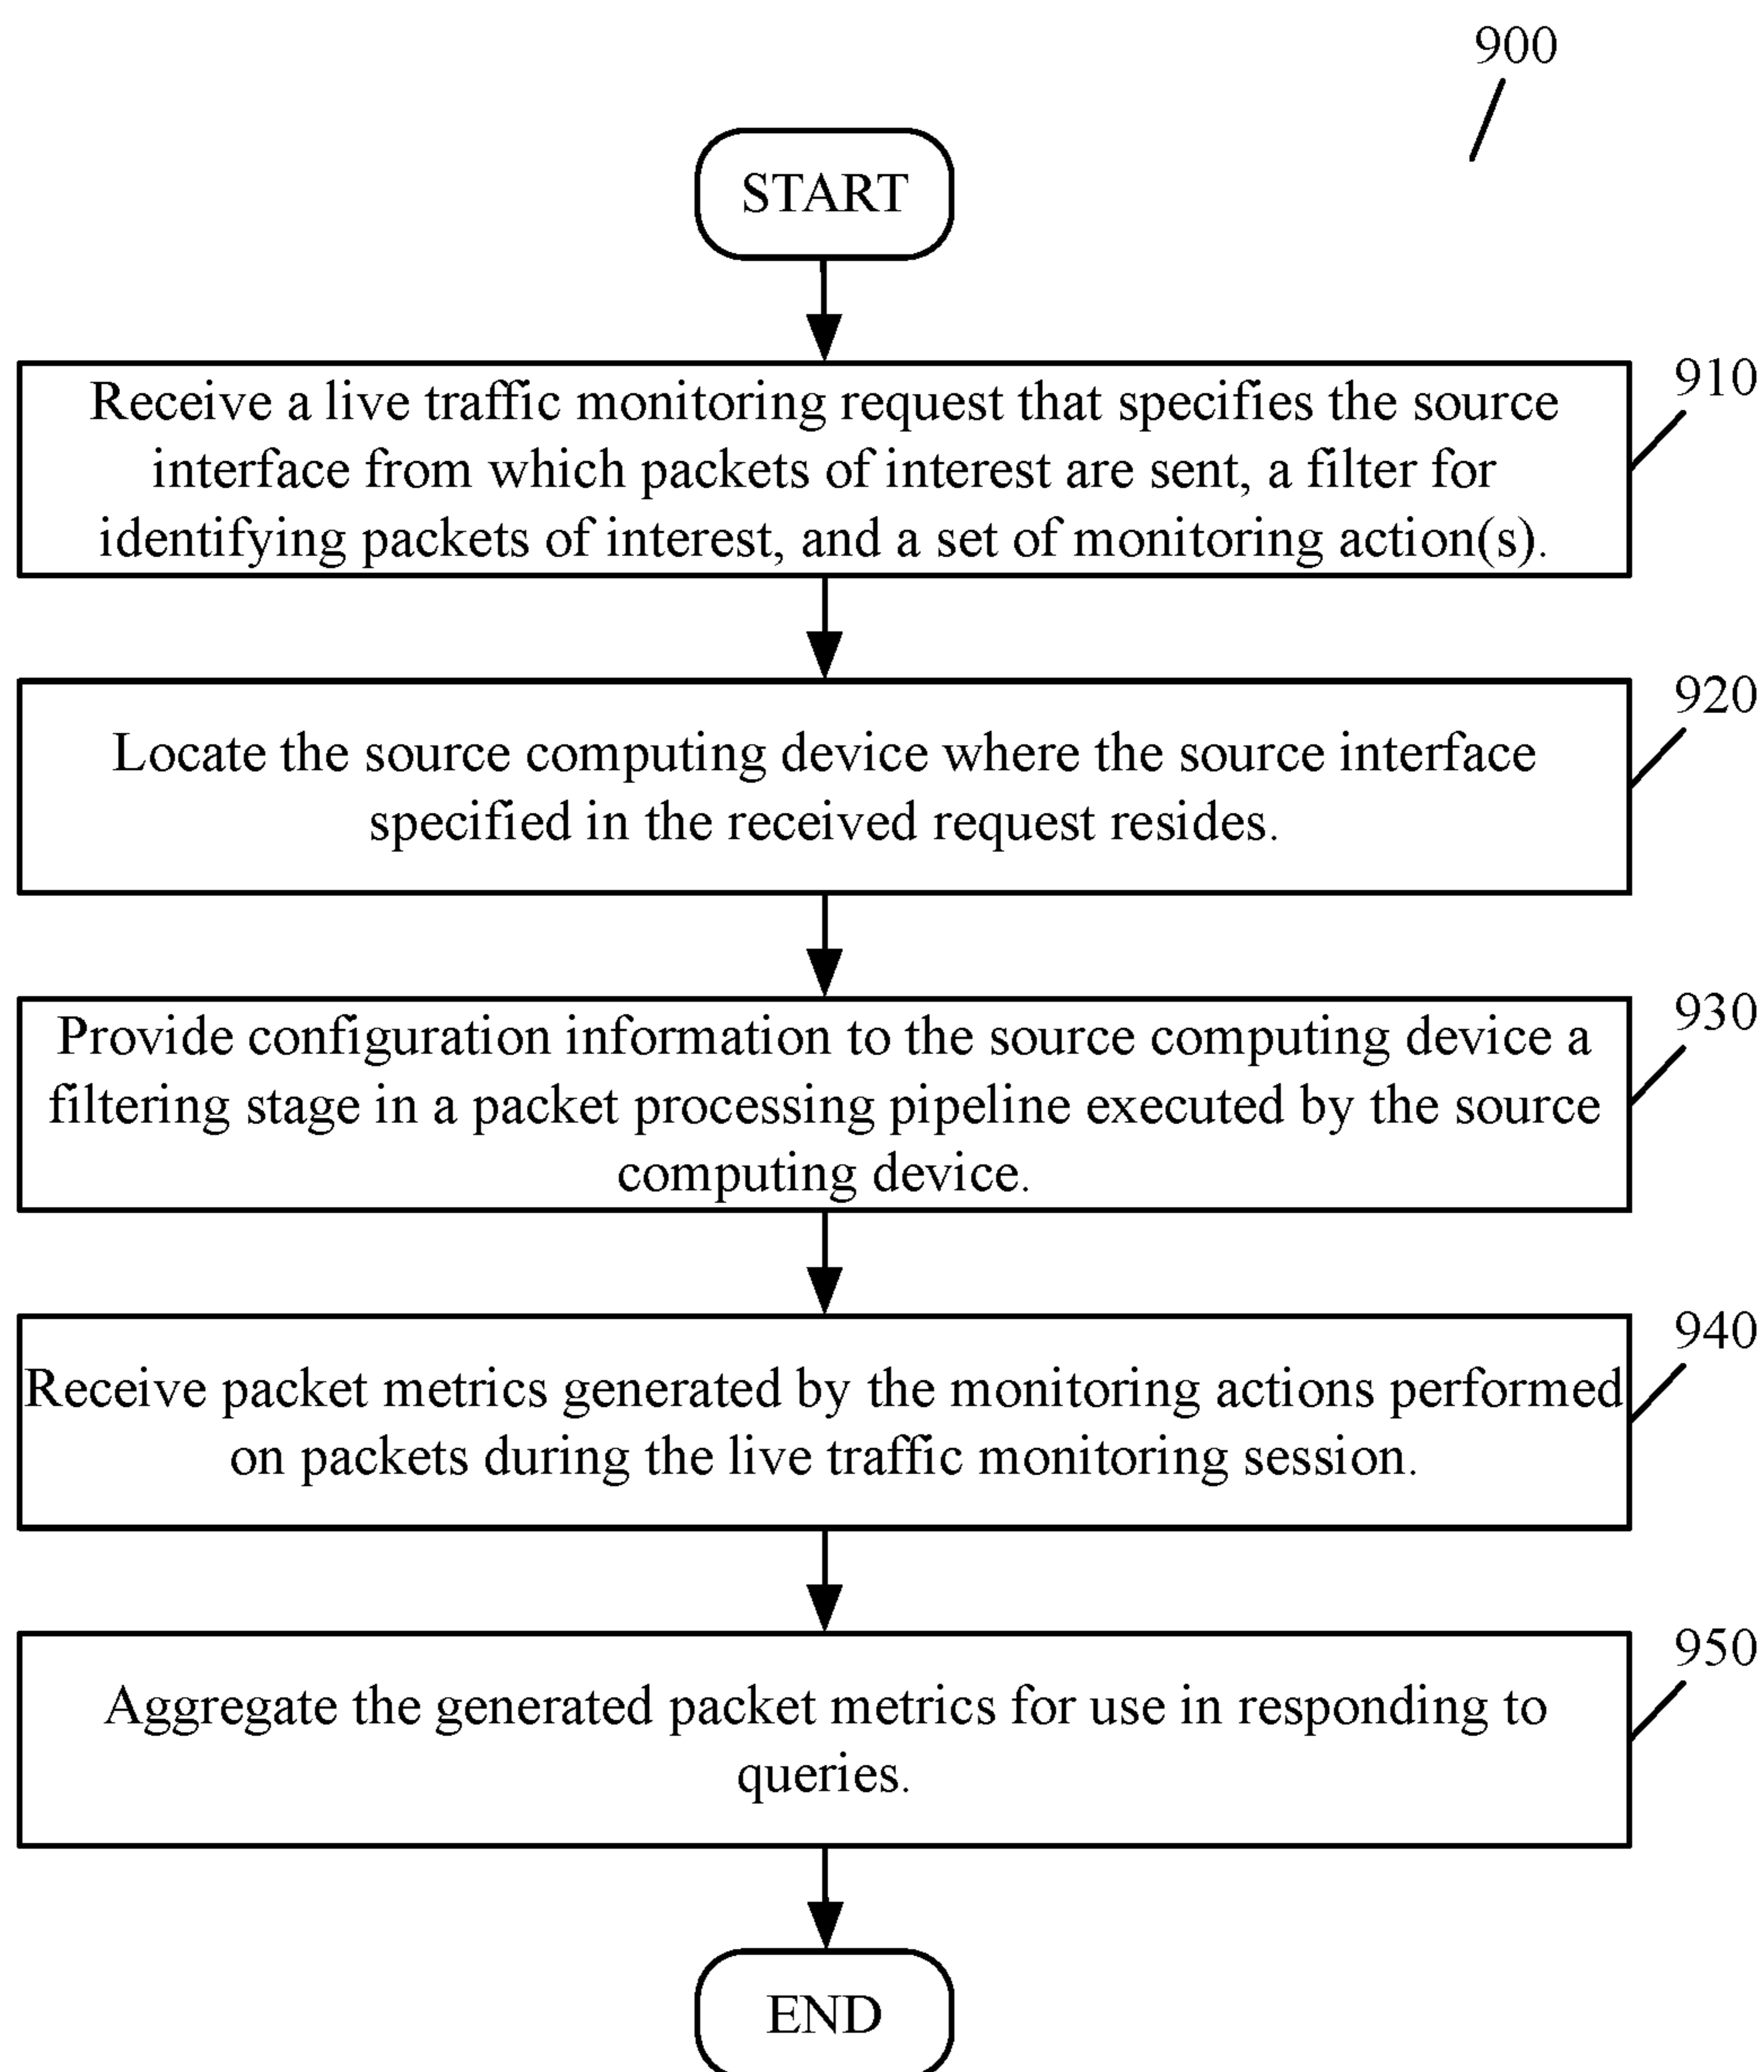 900
START
910
Receive a live traffic monitoring request that specifies the source
interface from which packets of interest are sent, a filter for
identifying packets of interest, and a set of monitoring action(s).
920
Locate the source computing device where the source interface
specified in the received request resides.
930
Provide configuration information to the source computing device a
filtering stage in a packet processing pipeline executed by the source
computing device.
940
Receive packet metrics generated by the monitoring actions performed
on packets during the live traffic monitoring session.
950
Aggregate the generated packet metrics for use in responding to
queries.
END